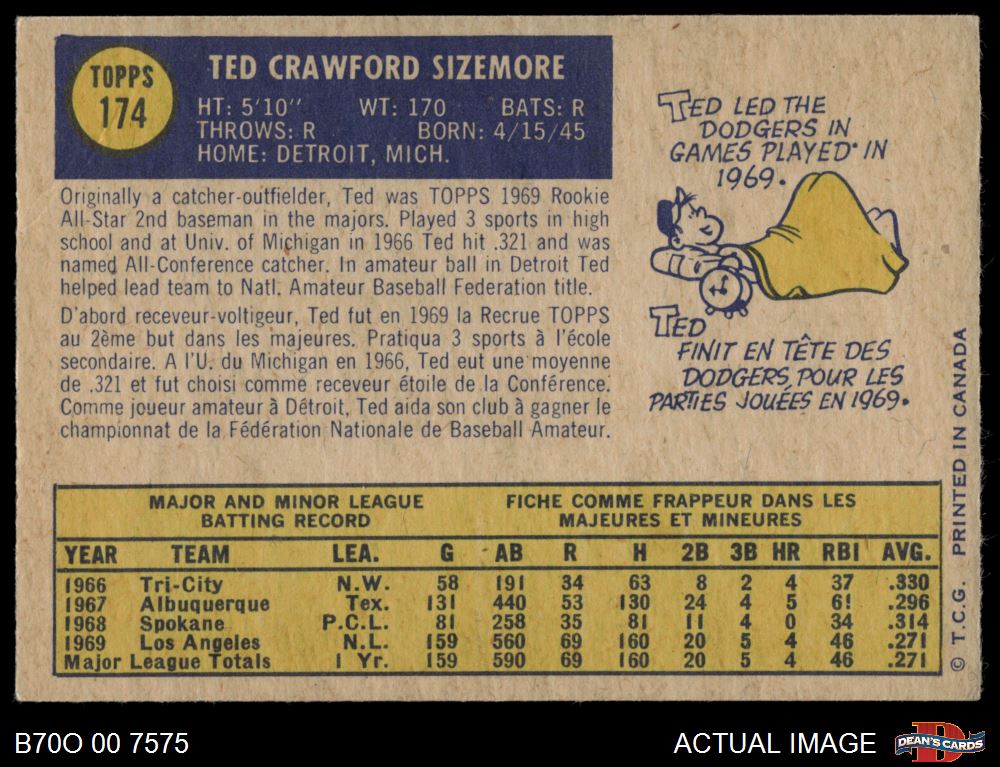 TOPPS
174
TED CRAWFORD SIZEMORE
HT: 5'10" WT: 170 BATS: R
THROWS: R BORN: 4/15/45
HOME: DETROIT, MICH.
Originally a catcher-outfielder, Ted was TOPPS 1969 Rookie
All-Star 2nd baseman in the majors. Played 3 sports in high
school and at Univ. of Michigan in 1966 Ted hit .321 and was
named All-Conference catcher. In amateur ball in Detroit Ted
helped lead team to Natl. Amateur Baseball Federation title.
D'abord receveur-voltigeur, Ted fut en 1969 la Recrue TOPPS
au 2ème but dans les majeures. Pratiqua 3 sports à l'école
secondaire. A l'U. du Michigan en 1966, Ted eut une moyenne
de .321 et fut choisi comme receveur étoile de la Conférence.
Comme joueur amateur à Détroit, Ted aida son club à gagner le
championnat de la Fédération Nationale de Baseball Amateur.
TED LED THE
DODGERS IN
GAMES PLAYED IN
1969.
TED
FINIT EN TÊTE DES
DODGERS POUR LES
PARTIES JOUÉES EN 1969.
MAJOR AND MINOR LEAGUE
BATTING RECORD
FICHE COMME FRAPPEUR DANS LES
MAJEURES ET MINEURES
YEAR TEAM LEA. G AB R H 2B 3B HR RBI AVG.
1966 Tri-City N.W. 58 191 34 63 8 2 4 37 .330
1967 Albuquerque Tex. 131 440 53 130 24 4 5 61 .296
1968 Spokane P.C.L. 81 258 35 81 11 4 0 34 .314
1969 Los Angeles N.L. 159 560 69 160 20 5 4 46 .271
Major League Totals 1 Yr. 159 590 69 160 20 5 4 46 .271
© T.C.G. PRINTED IN CANADA
B70O 00 7575
ACTUAL IMAGE
D
DEAN'S CARDS